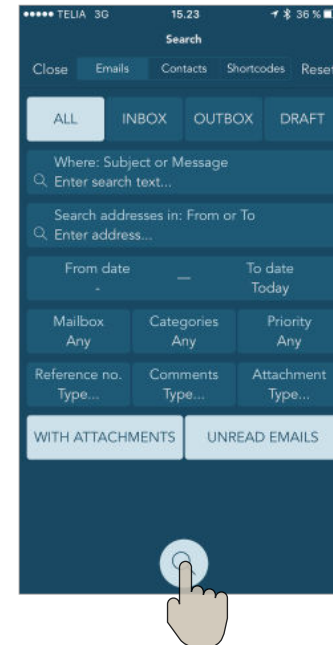 TELIA 3G 15.23 36 %
Search
Close Emails Contacts Shortcodes Reset
ALL INBOX OUTBOX DRAFT
Where: Subject or Message
Enter search text...
Search addresses in: From or To
Enter address...
From date — To date
- Today
Mailbox Categories Priority
Any Any Any
Reference no. Comments Attachment
Type... Type... Type...
WITH ATTACHMENTS UNREAD EMAILS